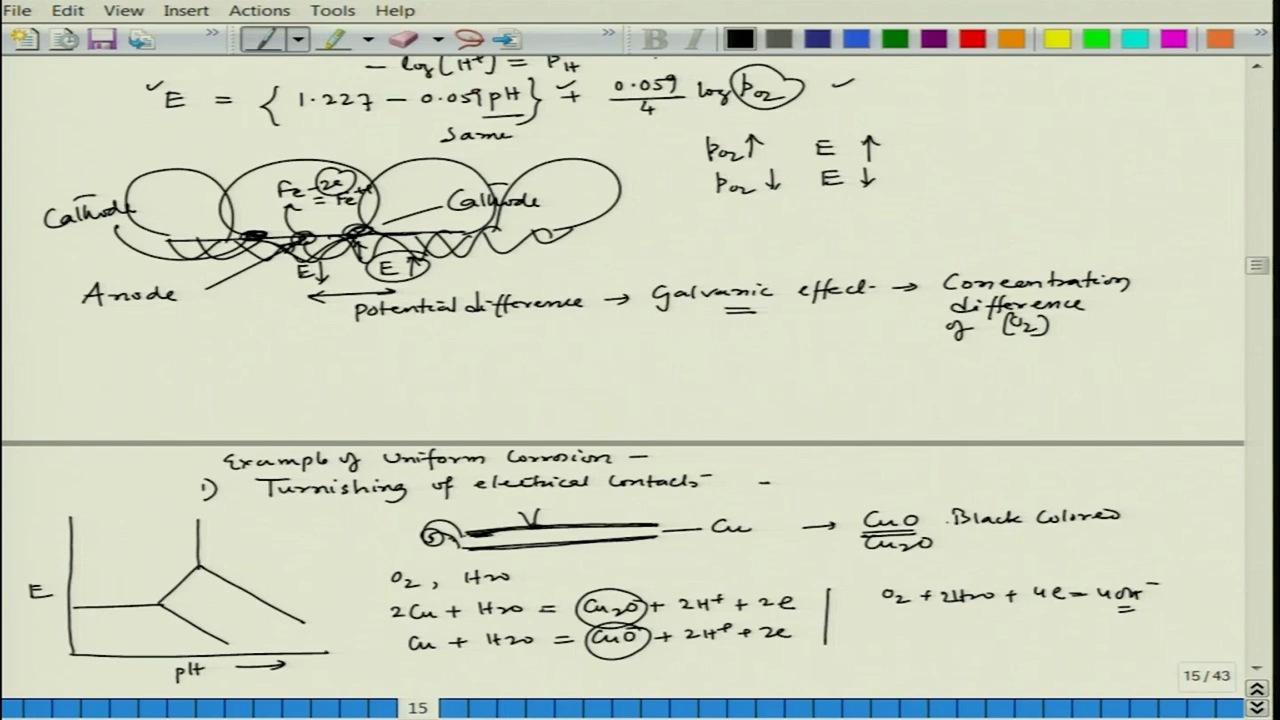 File Edit View Insert Actions Tools Help
B I
- log [H+] = pH
E = { 1.227 - 0.059 pH } + 0.059/4 log pO2
same
pO2 ↑ E ↑
pO2 ↓ E ↓
Fe - 2e = Fe++
Cathode
Cathode
E ↓ E ↑
Anode
Potential difference → Galvanic effect → Concentration difference of [O2]
Example of Uniform Corrosion -
1) Turnishing of electrical contacts -
Cu → CuO Black Colored
Cu2O
E
O2, H2O
2Cu + H2O = Cu2O + 2H+ + 2e
O2 + 2H2O + 4e = 4OH-
Cu + H2O = CuO + 2H+ + 2e
pH →
15 / 43
15